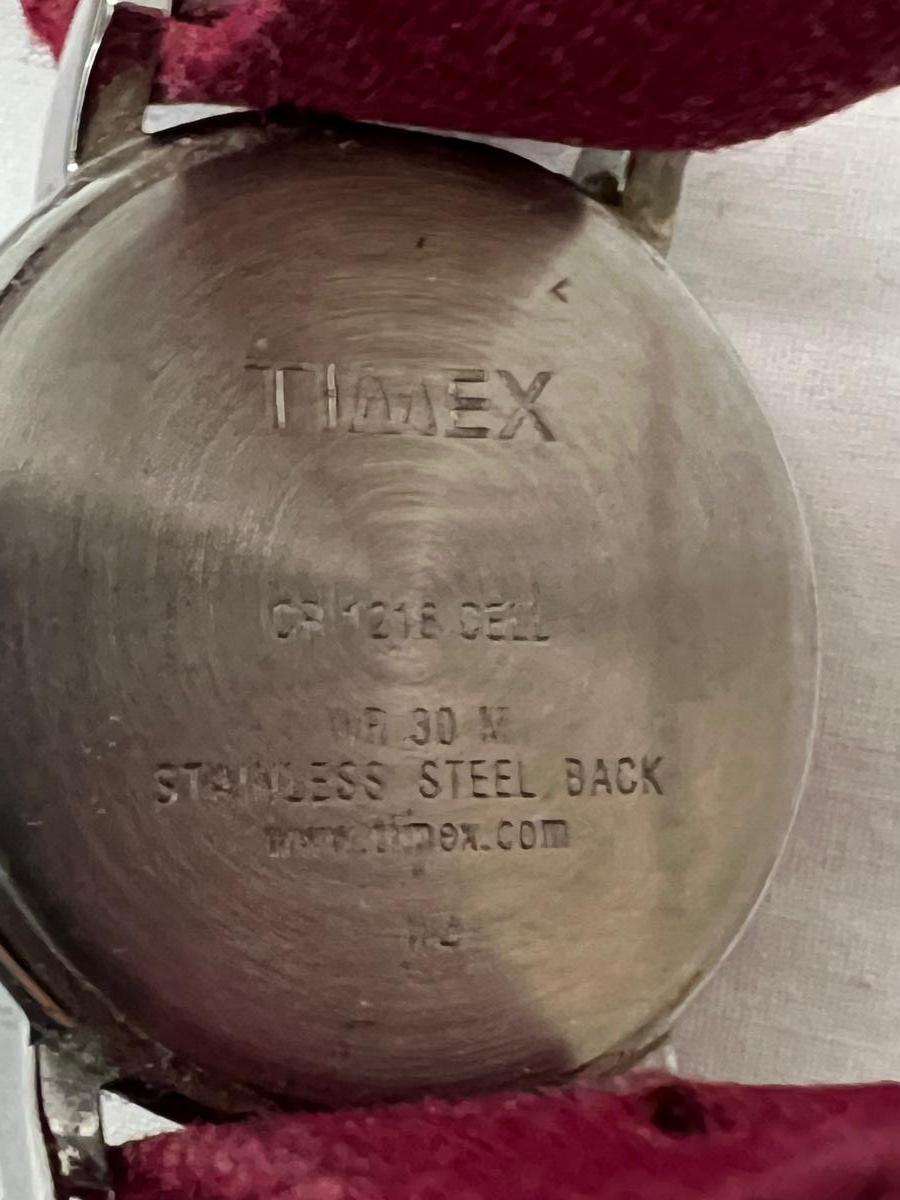 TIMEX
CR 1216 CELL
WR 30 M
STAINLESS STEEL BACK
www.timex.com